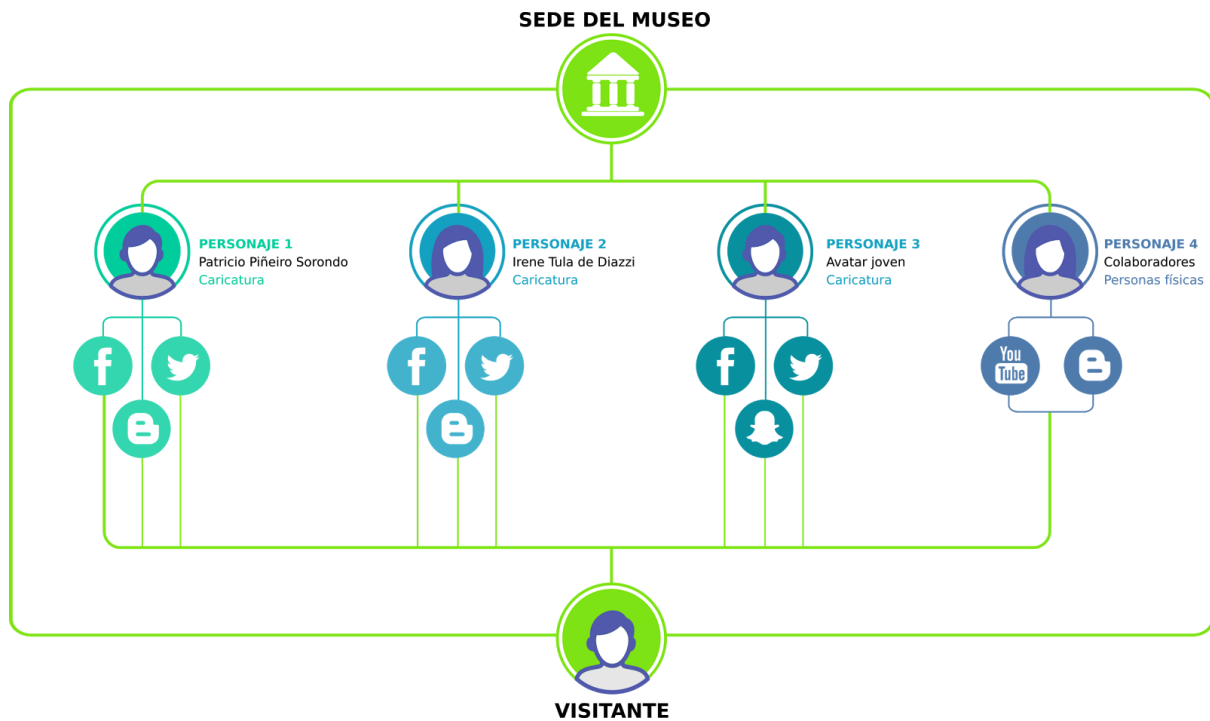 SEDE DEL MUSEO
PERSONAJE 1
Patricio Piñeiro Sorondo
Caricatura
PERSONAJE 2
Irene Tula de Diazzi
Caricatura
PERSONAJE 3
Avatar joven
Caricatura
PERSONAJE 4
Colaboradores
Personas físicas
You
Tube
VISITANTE